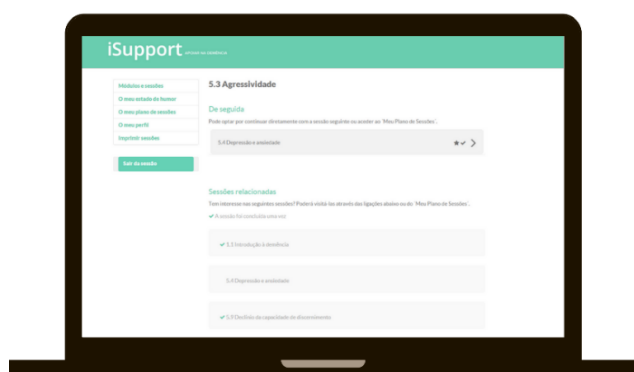 iSupport
Módulos e sessões
O meu estado de humor
O meu plano de sessões
O meu perfil
Imprimir sessões
Sair da sessão
5.3 Agressividade
De seguida
Pode optar por continuar diretamente com a sessão seguinte ou aceder ao 'Meu Plano de Sessões'.
5.4 Depressão e ansiedade
Sessões relacionadas
Tem interesse nas seguintes sessões? Poderá visitá-las através das ligações abaixo ou do 'Meu Plano de Sessões'.
A sessão foi concluída uma vez
1.1 Introdução à demência
5.4 Depressão e ansiedade
5.9 Declínio da capacidade de discernimento